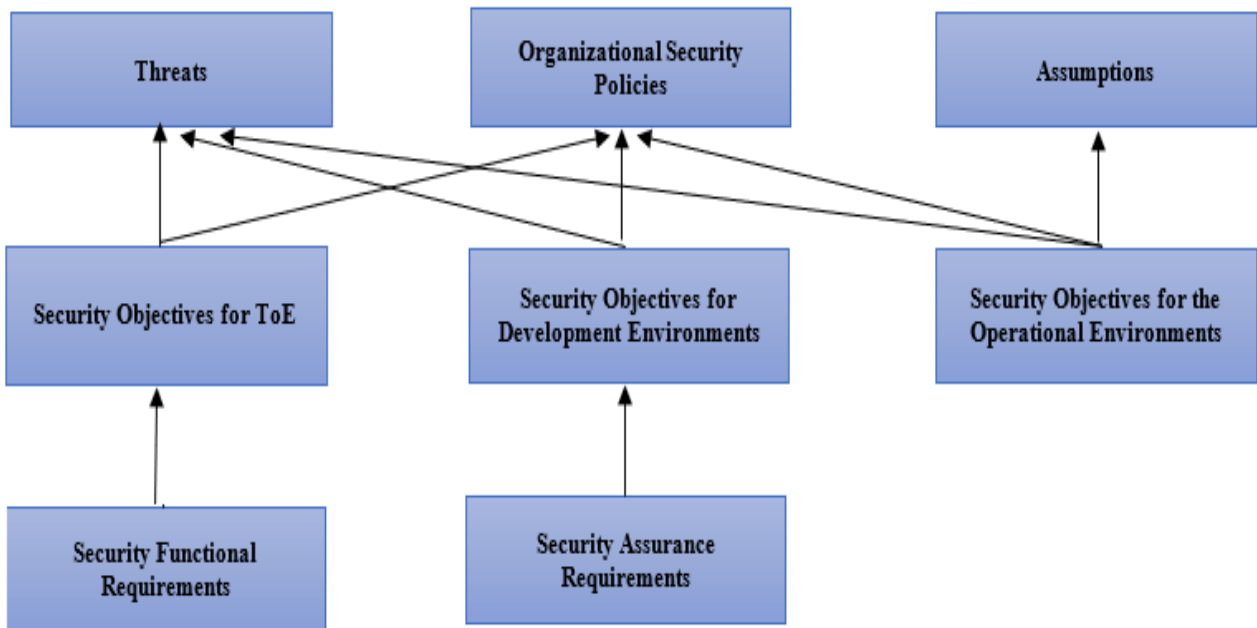 Threats
Organizational Security
Policies
Assumptions
Security Objectives for ToE
Security Objectives for
Development Environments
Security Objectives for the
Operational Environments
Security Functional
Requirements
Security Assurance
Requirements